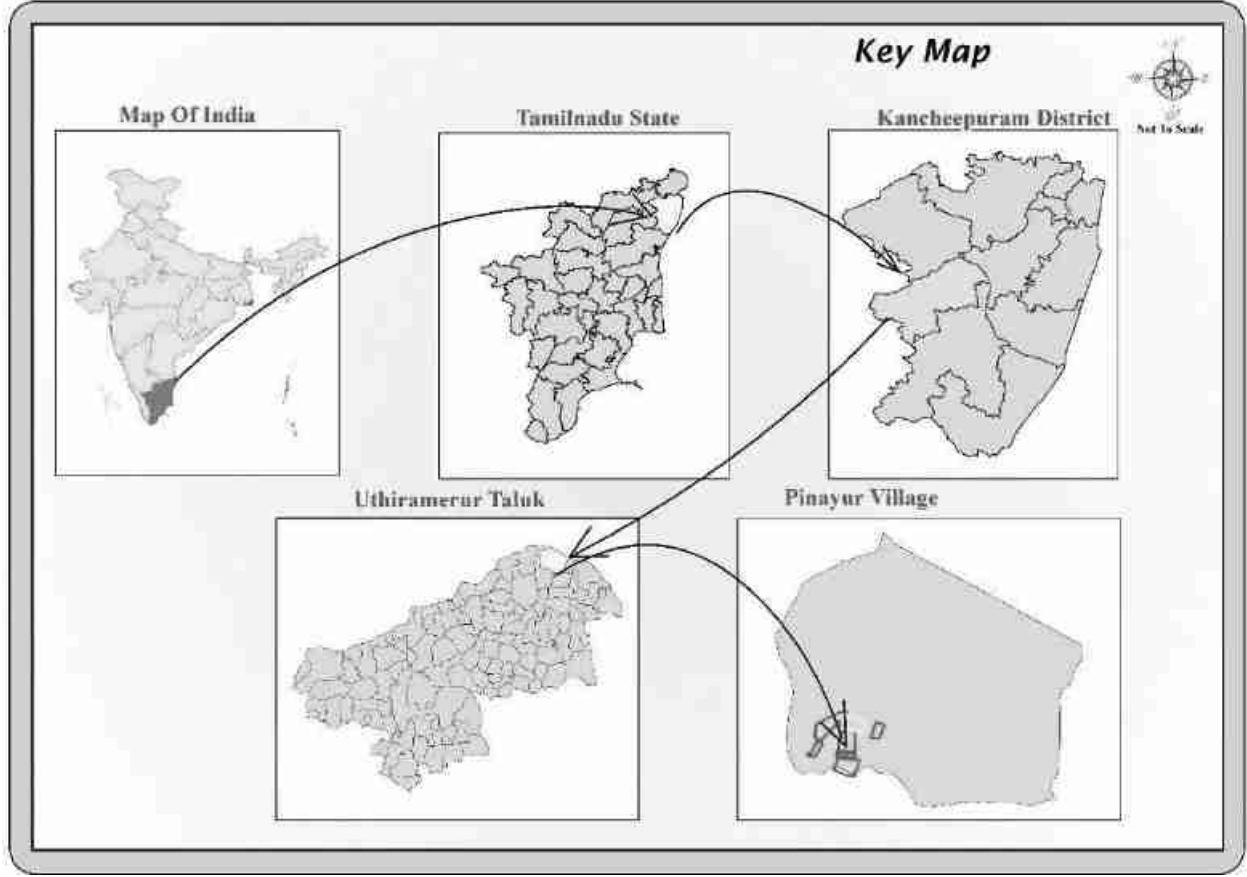 Key Map
Not To Scale
Map Of India
Tamilnadu State
Kancheepuram District
Uthiramerur Taluk
Pinayur Village